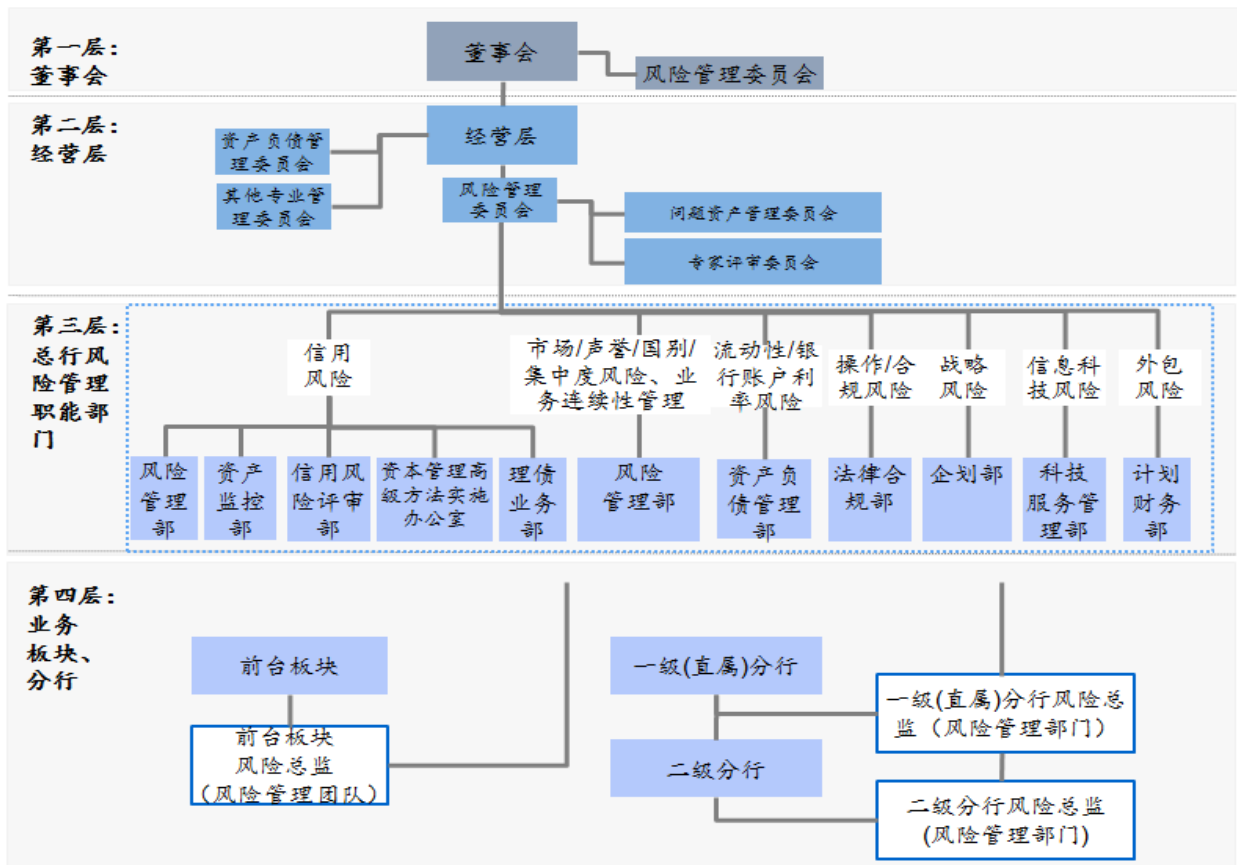 第一层：
董事会
董事会
风险管理委员会
第二层：
经营层
经营层
资产负债管
理委员会
其他专业管
理委员会
风险管理
委员会
问题资产管理委员会
专家评审委员会
第三层：
总行风
险管理
职能部
门
信用
风险
市场/声誉/国别/
集中度风险、业
务连续性管理
流动性/银
行账户利
率风险
操作/合
规风险
战略
风险
信息科
技风险
外包
风险
风险
管理
部
资产
监控
部
信用风
险评审
部
资本管理高
级方法实施
办公室
理债
业务
部
风险
管理部
资产负
债管理
部
法律合
规部
企划部
科技
服务管
理部
计划
财务
部
第四层：
业务
板块、
分行
前台板块
前台板块
风险总监
（风险管理团队）
一级(直属)分行
二级分行
一级(直属)分行风险总
监（风险管理部门）
二级分行风险总监
(风险管理部门)